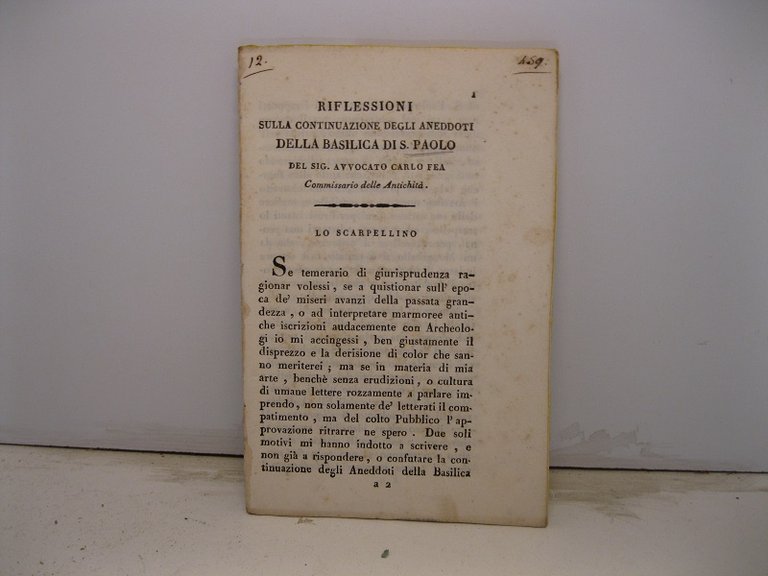 12.
459.
1
RIFLESSIONI
SULLA CONTINUAZIONE DEGLI ANEDDOTI
DELLA BASILICA DI S. PAOLO
DEL SIG. AVVOCATO CARLO FEA
Commissario delle Antichità.
LO SCARPELLINO
Se temerario di giurisprudenza ra-
gionar volessi, se a quistionar sull' epo-
ca de' miseri avanzi della passata gran-
dezza, o ad interpretare marmoree anti-
che iscrizioni audacemente con Archeolo-
gi io mi accingessi, ben giustamente il
disprezzo e la derisione di color che san-
no meriterei; ma se in materia di mia
arte, benchè senza erudizioni, o cultura
di umane lettere rozzamente a parlare im-
prendo, non solamente de' letterati il com-
patimento, ma del colto Pubblico l' ap-
provazione ritrarre ne spero. Due soli
motivi mi hanno indotto a scrivere, e
non già a rispondere, o confutare la con-
tinuazione degli Aneddoti della Basilica
a 2